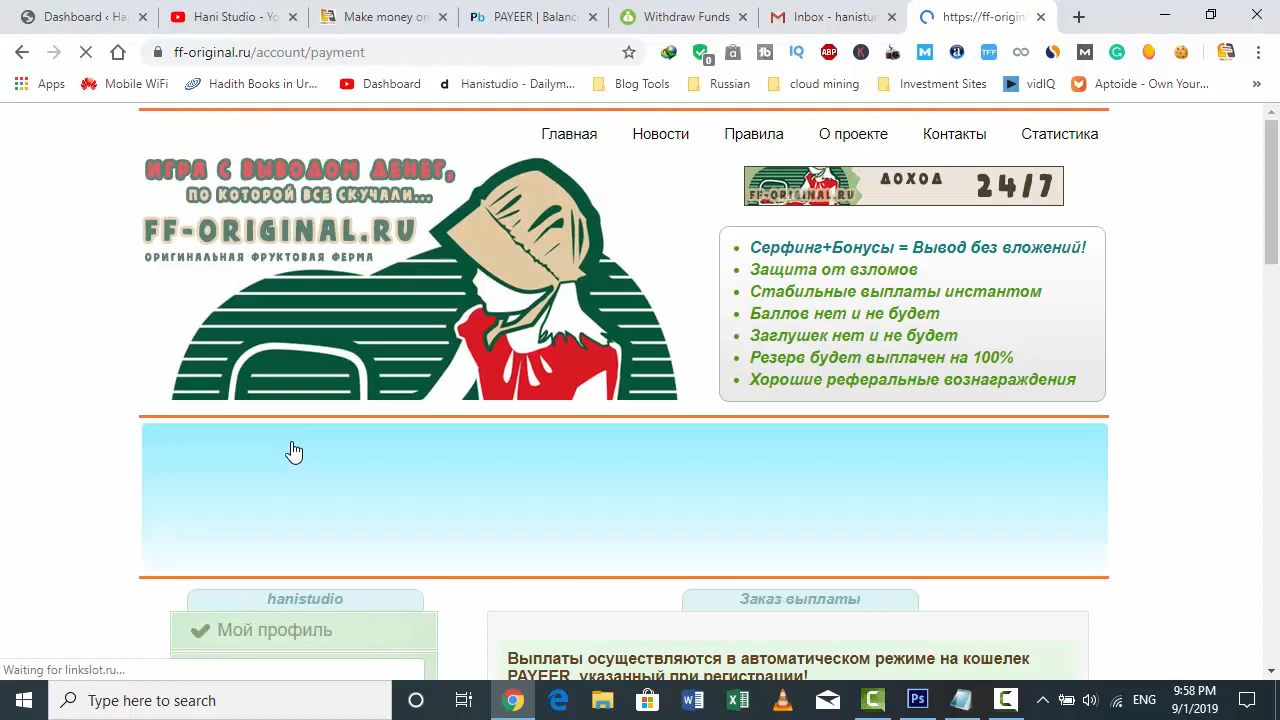 Dashboard ‹ Ha
Hani Studio - Yo
Make money on
PAYEER | Balanc
Withdraw Funds
Inbox - hanistud
https://ff-origin
ff-original.ru/account/payment
Apps
Mobile WiFi
Hadith Books in Ur...
Dashboard
Hanistudio - Dailym...
Blog Tools
Russian
cloud mining
Investment Sites
vidIQ
Aptoide - Own Your...
»
Главная
Новости
Правила
О проекте
Контакты
Статистика
ИГРА С ВЫВОДОМ ДЕНЕГ,
ПО КОТОРОЙ ВСЕ СКУЧАЛИ...
FF-ORIGINAL.RU
ОРИГИНАЛЬНАЯ ФРУКТОВАЯ ФЕРМА
FF-ORIGINAL.RU
ДОХОД
24/7
Серфинг+Бонусы = Вывод без вложений!
Защита от взломов
Стабильные выплаты инстантом
Баллов нет и не будет
Заглушек нет и не будет
Резерв будет выплачен на 100%
Хорошие реферальные вознаграждения
hanistudio
Мой профиль
Заказ выплаты
Выплаты осуществляются в автоматическом режиме на кошелек
PAYEER, указанный при регистрации!
Waiting for linkslot.ru...
Type here to search
ENG
9:58 PM
9/1/2019